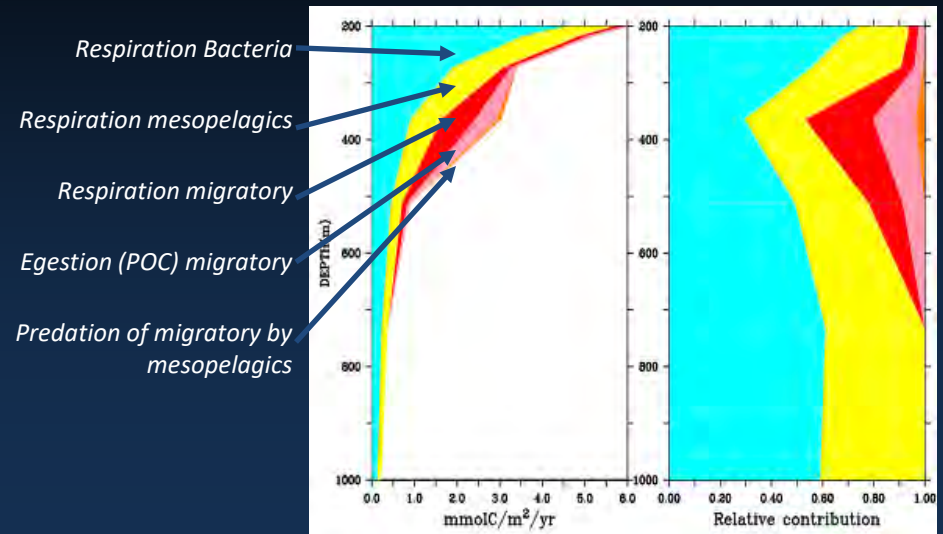 Respiration Bacteria
Respiration mesopelagics
Respiration migratory
Egestion (POC) migratory
Predation of migratory by
mesopelagics
DEPTH(m)
200
400
600
800
1000
0.0 1.0 2.0 3.0 4.0 5.0 6.0
mmolC/m²/yr
200
400
600
800
1000
0.00 0.20 0.40 0.60 0.80 1.00
Relative contribution